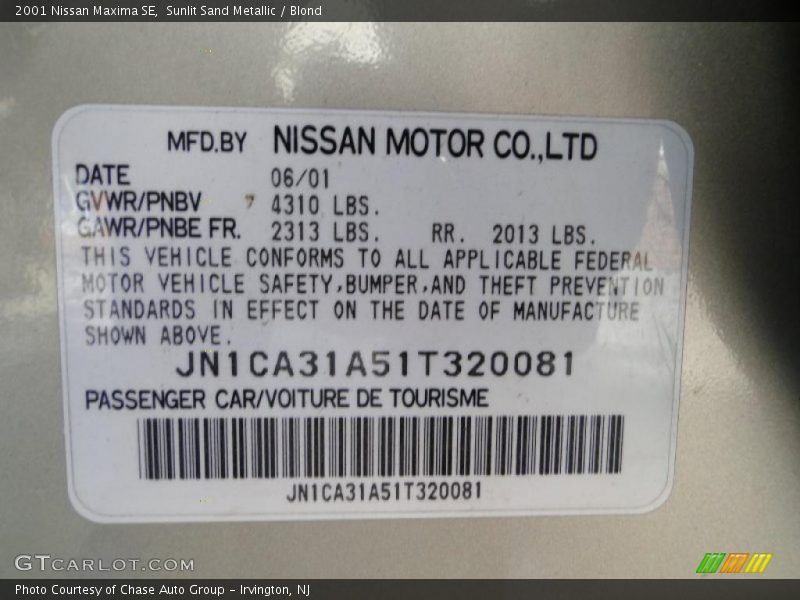 2001 Nissan Maxima SE, Sunlit Sand Metallic / Blond
MFD.BY NISSAN MOTOR CO.,LTD
DATE 06/01
GVWR/PNBV 4310 LBS.
GAWR/PNBE FR. 2313 LBS. RR. 2013 LBS.
THIS VEHICLE CONFORMS TO ALL APPLICABLE FEDERAL
MOTOR VEHICLE SAFETY,BUMPER,AND THEFT PREVENTION
STANDARDS IN EFFECT ON THE DATE OF MANUFACTURE
SHOWN ABOVE.
JN1CA31A51T320081
PASSENGER CAR/VOITURE DE TOURISME
JN1CA31A51T320081
GTCARLOT.COM
Photo Courtesy of Chase Auto Group - Irvington, NJ